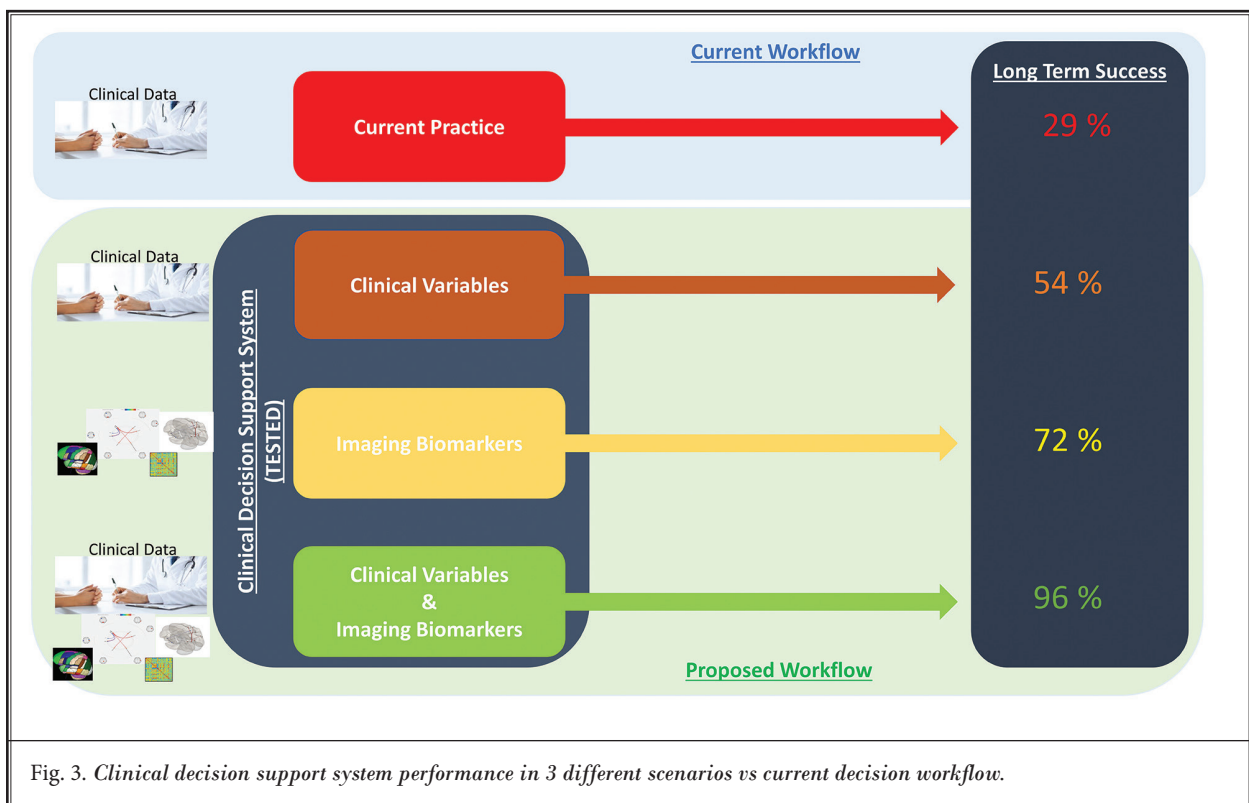 Current Workflow
Long Term Success
Clinical Data
Current Practice
29 %
Clinical Data
Clinical Decision Support System
(TESTED)
Clinical Variables
54 %
Imaging Biomarkers
72 %
Clinical Data
Clinical Variables
&
Imaging Biomarkers
96 %
Proposed Workflow
Fig. 3. Clinical decision support system performance in 3 different scenarios vs current decision workflow.